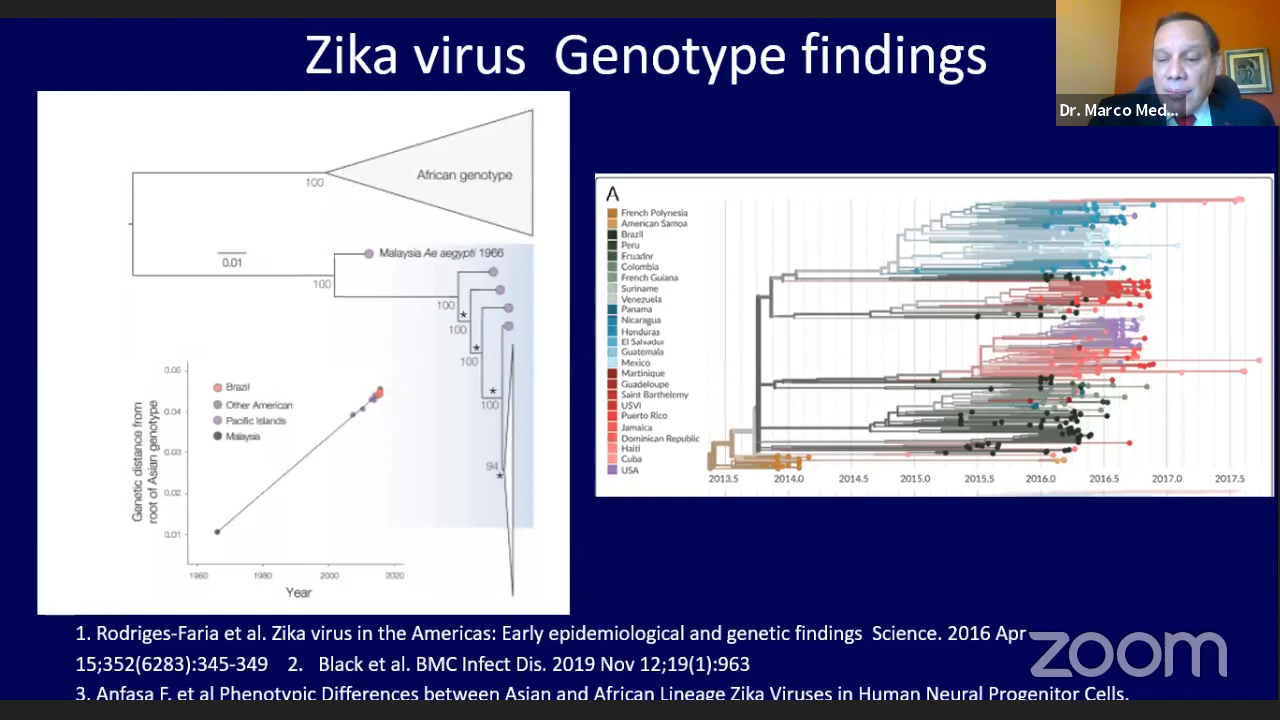 Zika virus Genotype findings
Dr. Marco Med...
African genotype
100
Malaysia Ae aegypti 1966
0.01
100
100
100
100
100
94
*
*
*
*
0.05
0.04
0.03
0.02
0.01
Genetic distance from
root of Asian genotype
Brazil
Other American
Pacific Islands
Malaysia
1960
1980
2000
2020
Year
A
French Polynesia
American Samoa
Brazil
Peru
Ecuador
Colombia
French Guiana
Suriname
Venezuela
Panama
Nicaragua
Honduras
El Salvador
Guatemala
Mexico
Martinique
Guadeloupe
Saint Barthelemy
USVI
Puerto Rico
Jamaica
Dominican Republic
Haiti
Cuba
USA
2013.5 2014.0 2014.5 2015.0 2015.5 2016.0 2016.5 2017.0 2017.5
1. Rodriges-Faria et al. Zika virus in the Americas: Early epidemiological and genetic findings Science. 2016 Apr
15;352(6283):345-349 2. Black et al. BMC Infect Dis. 2019 Nov 12;19(1):963
3. Anfasa F. et al Phenotypic Differences between Asian and African Lineage Zika Viruses in Human Neural Progenitor Cells.
zoom